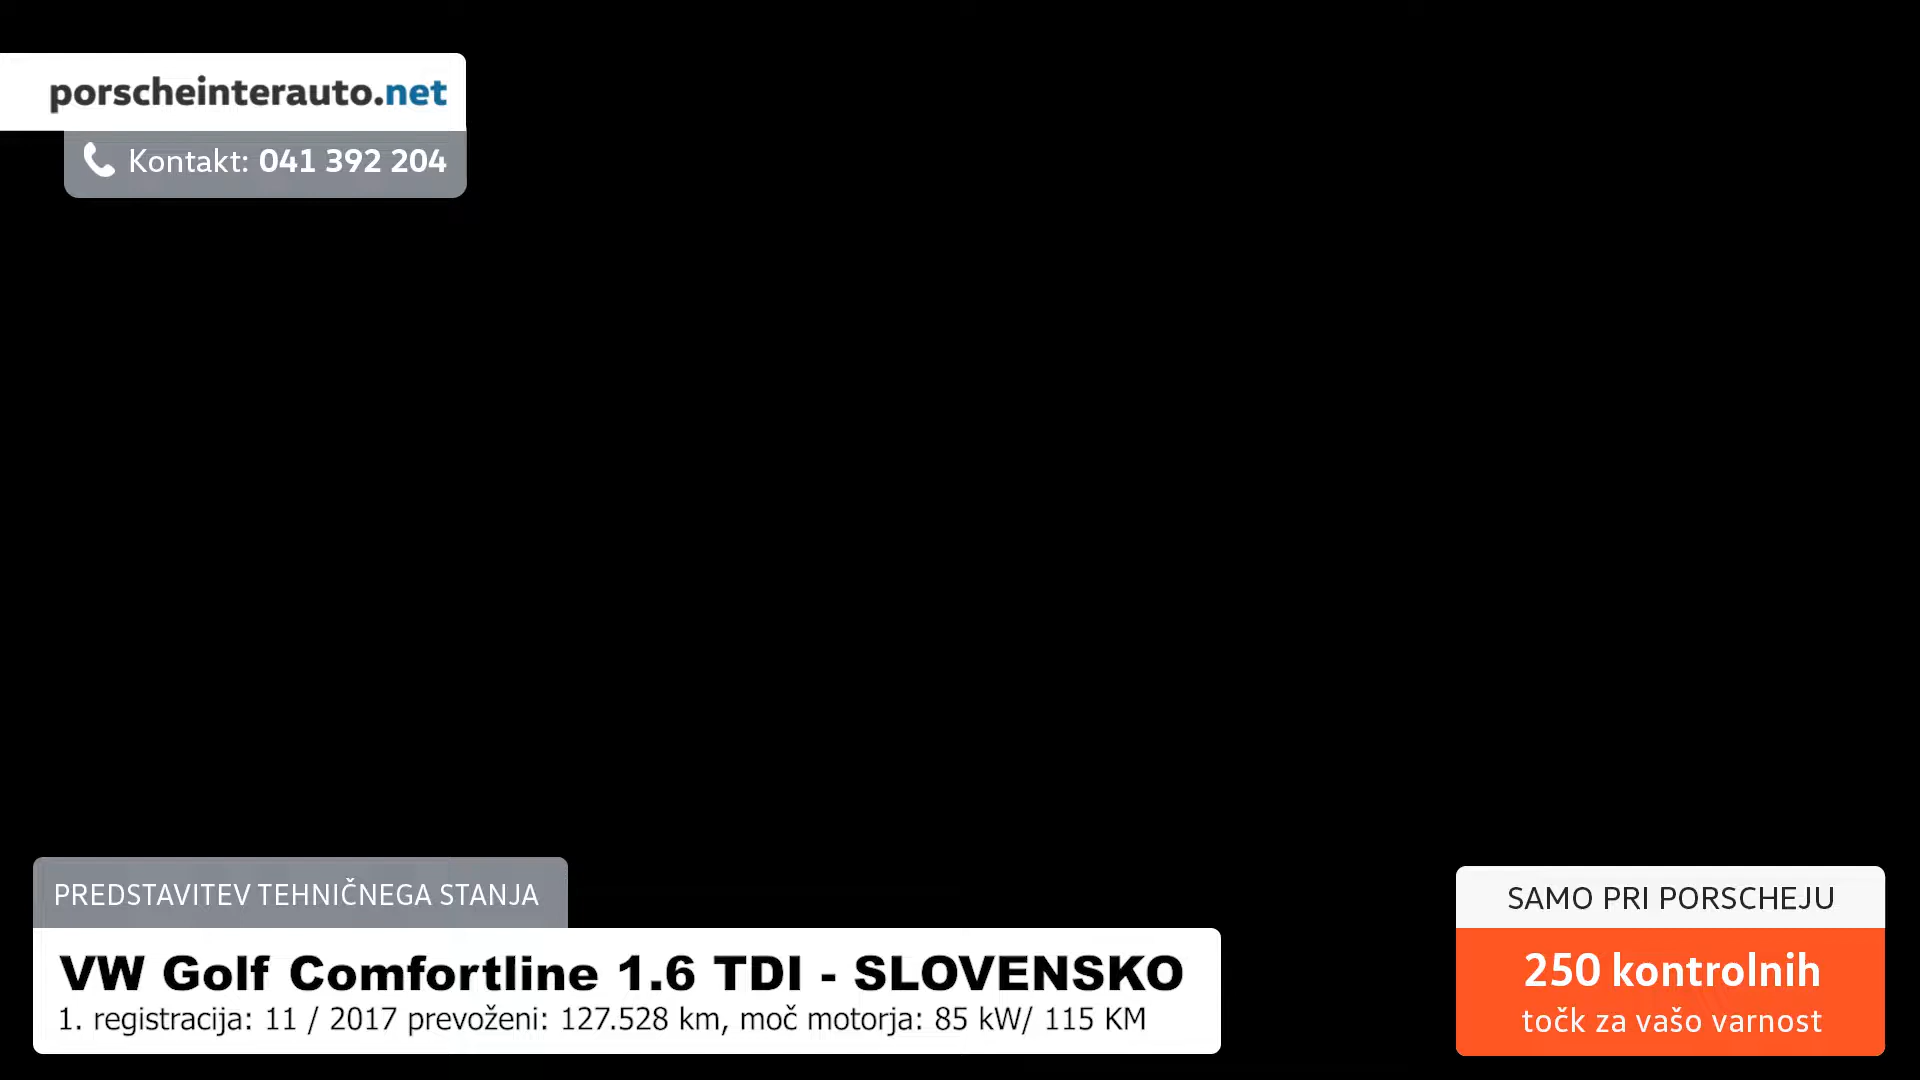 porscheinterauto.net
Kontakt: 041 392 204
PREDSTAVITEV TEHNIČNEGA STANJA
VW Golf Comfortline 1.6 TDI - SLOVENSKO
1. registracija: 11 / 2017 prevoženi: 127.528 km, moč motorja: 85 kW/ 115 KM
SAMO PRI PORSCHEJU
250 kontrolnih
točk za vašo varnost